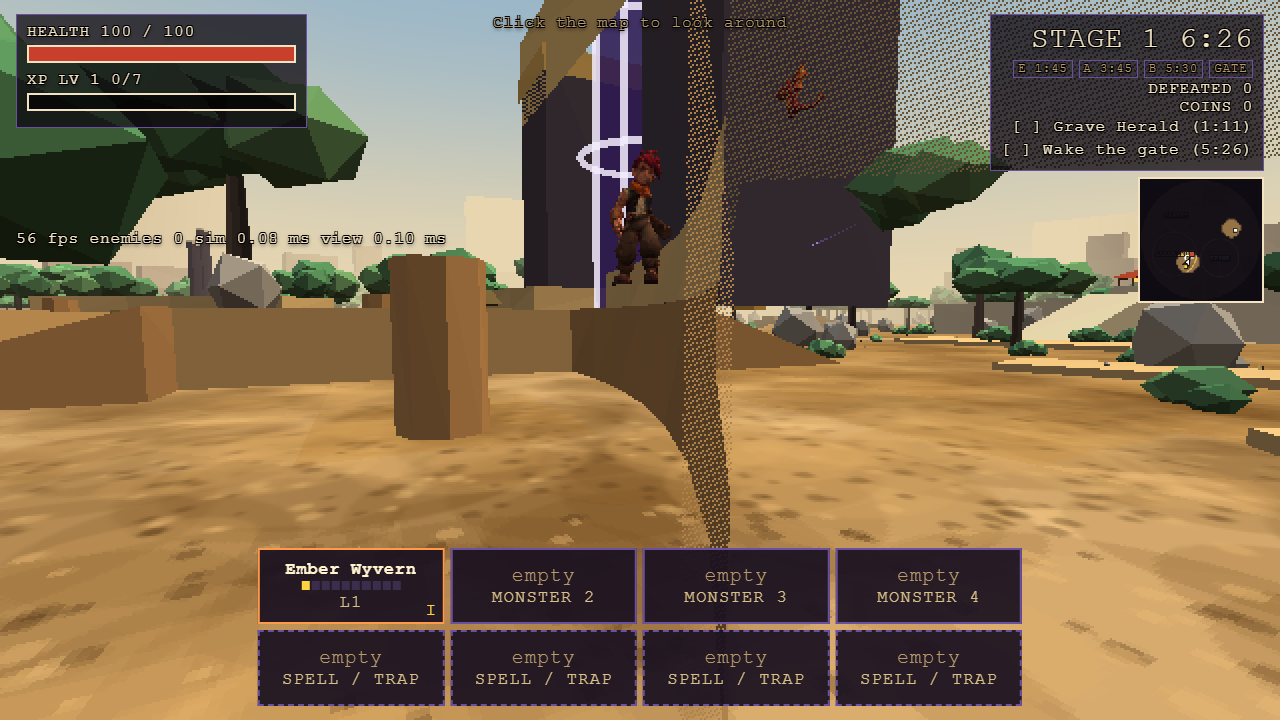 Click the map to look around
HEALTH 100 / 100
XP LV 1 0/7
STAGE 1 6:26
E 1:45 A 3:45 B 5:30 GATE
DEFEATED 0
COINS 0
[ ] Grave Herald (1:11)
[ ] Wake the gate (5:26)
56 fps enemies 0 sim 0.08 ms view 0.10 ms
Ember Wyvern
L1
I
empty
MONSTER 2
empty
MONSTER 3
empty
MONSTER 4
empty
SPELL / TRAP
empty
SPELL / TRAP
empty
SPELL / TRAP
empty
SPELL / TRAP